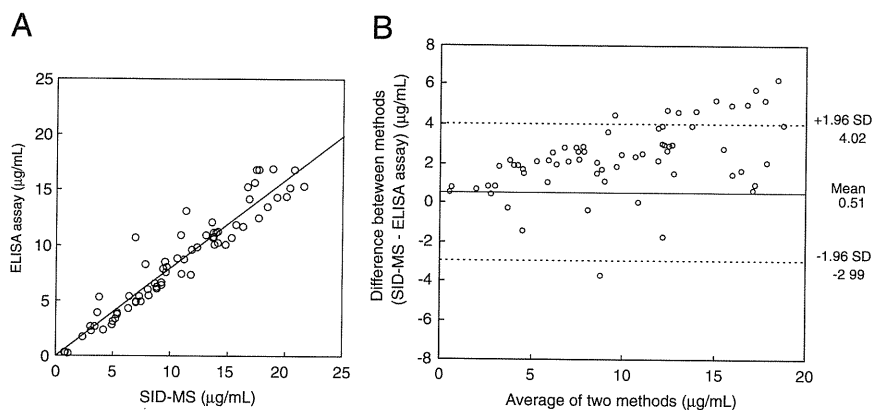 A
25
20
15
10
5
0
ELISA assay (µg/mL)
0 5 10 15 20 25
SID-MS (µg/mL)
B
8
6
4
2
0
-2
-4
-6
-8
Difference beteween methods
(SID-MS - ELISA assay) (µg/mL)
0 5 10 15 20
Average of two methods (µg/mL)
+1.96 SD
4.02
Mean
0.51
-1.96 SD
-2 99